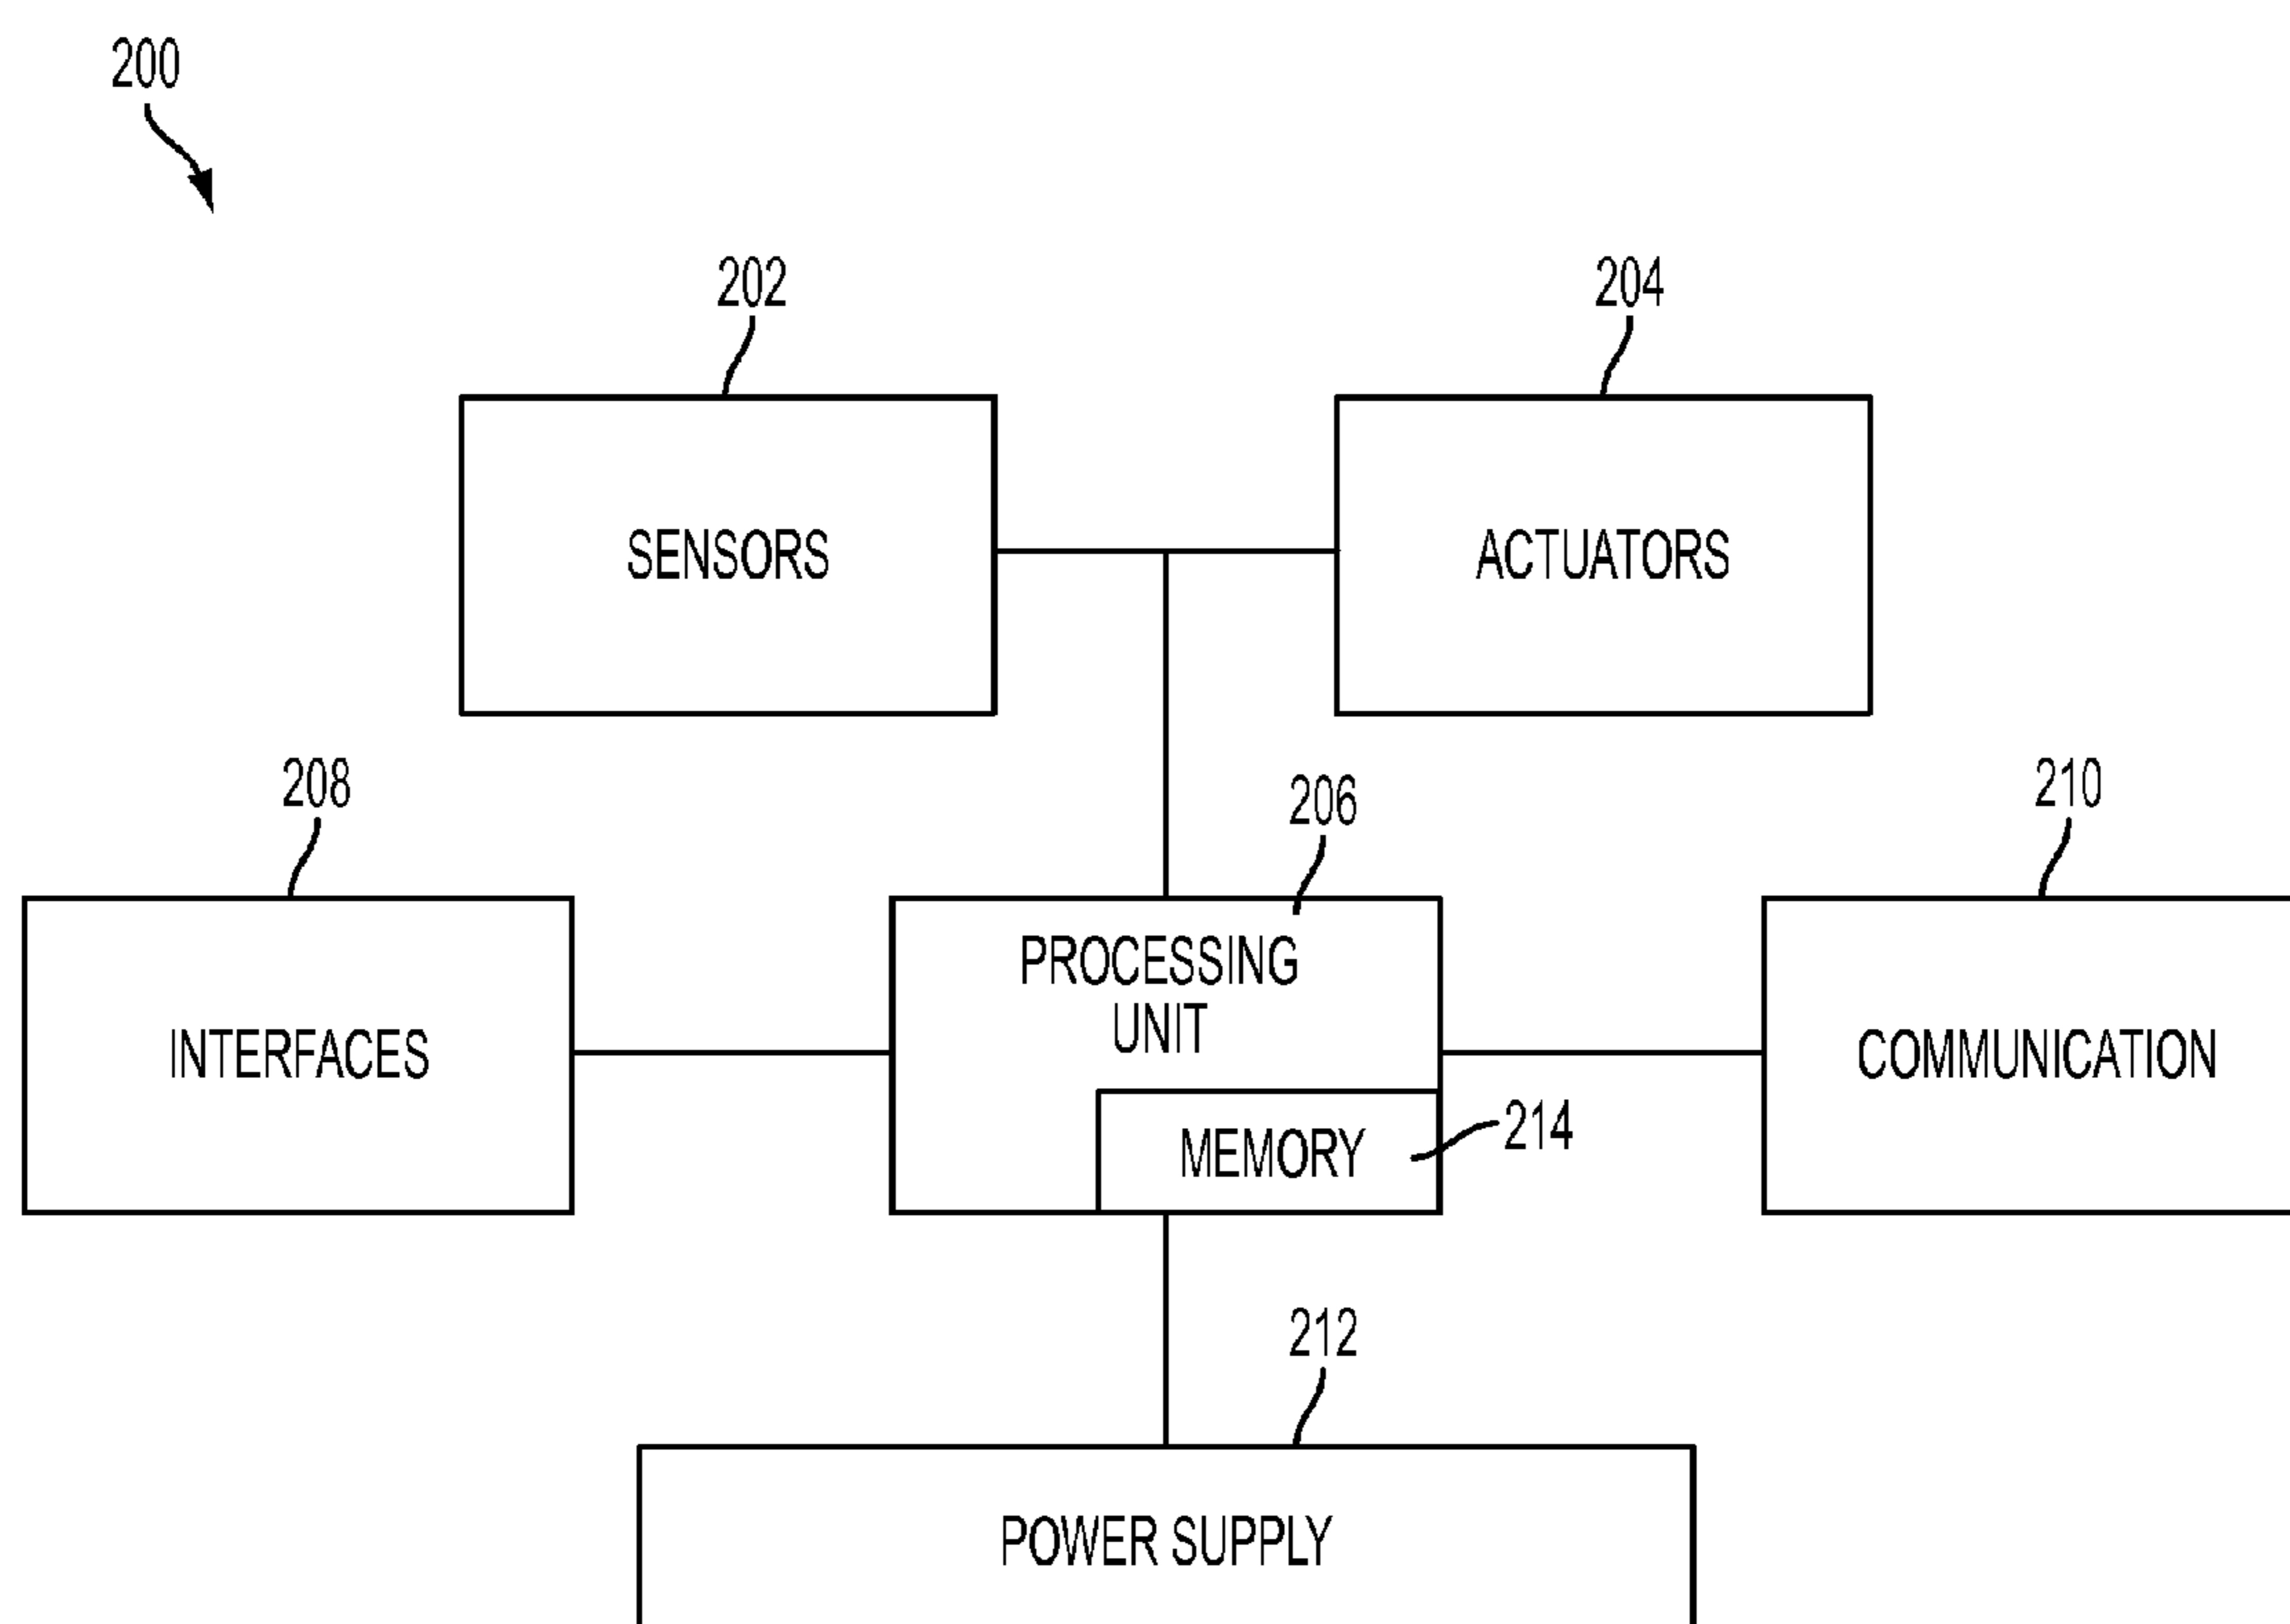 200
202
204
SENSORS
ACTUATORS
208
206
210
INTERFACES
PROCESSING
UNIT
COMMUNICATION
MEMORY
214
212
POWER SUPPLY